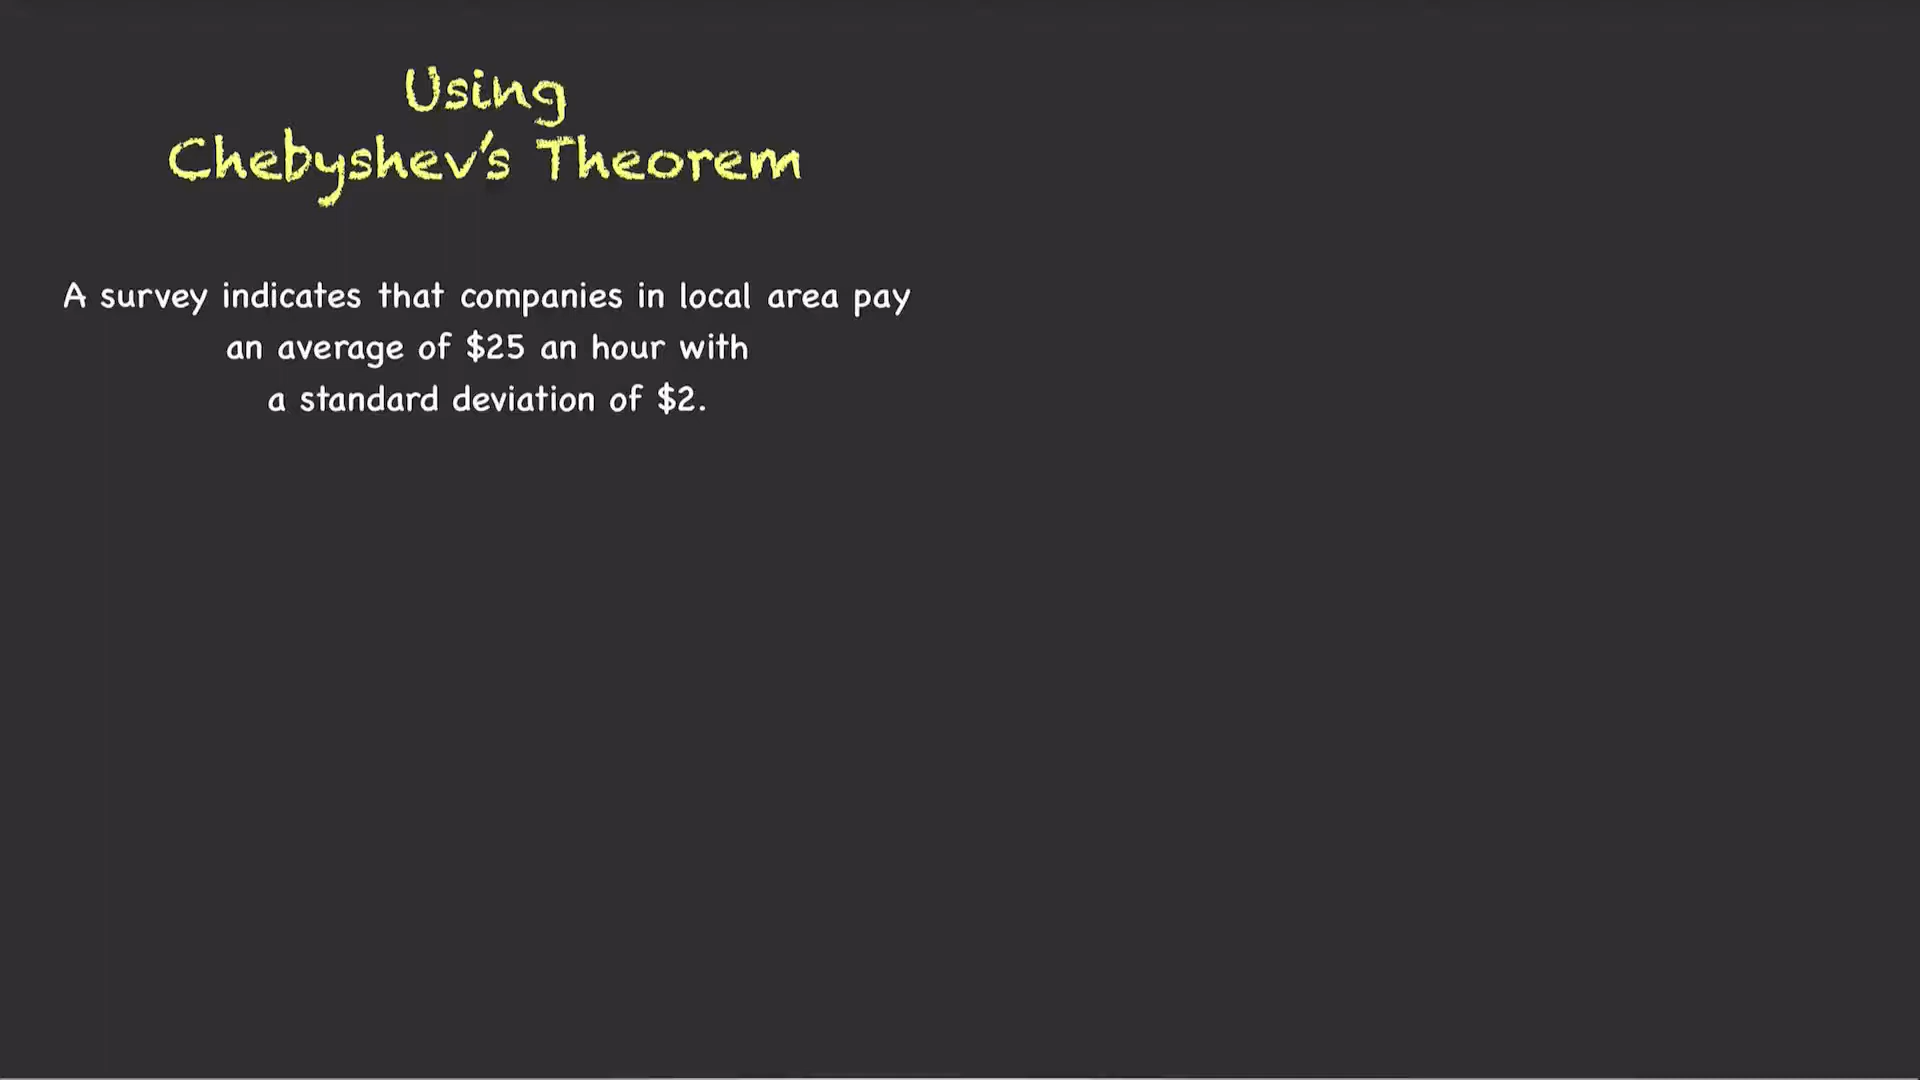 Using
Chebyshev's Theorem
A survey indicates that companies in local area pay
an average of $25 an hour with
a standard deviation of $2.